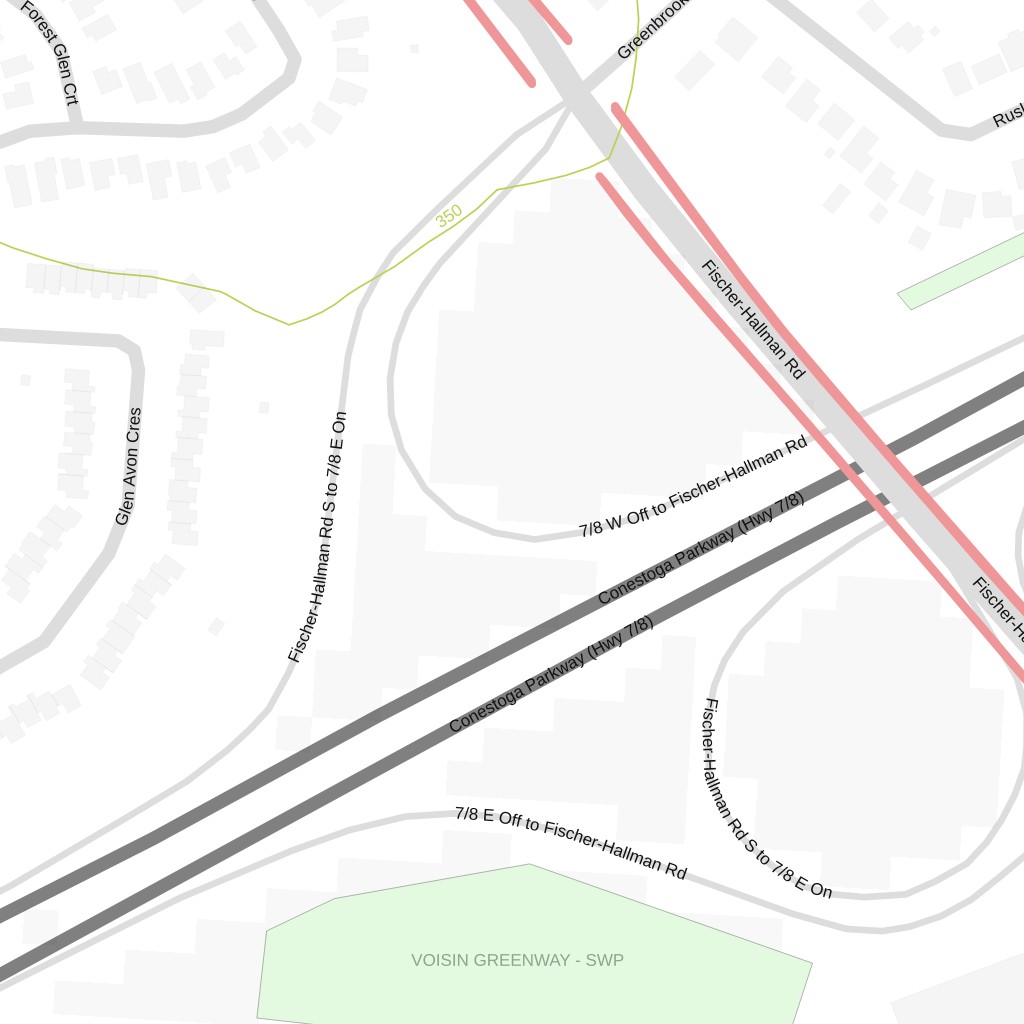 Forest Glen Crt
Greenbrook
Rush
350
Fischer-Hallman Rd
Glen Avon Cres
Fischer-Hallman Rd S to 7/8 E On
7/8 W Off to Fischer-Hallman Rd
Conestoga Parkway (Hwy 7/8)
Conestoga Parkway (Hwy 7/8)
Fischer-Ha
Fischer-Hallman Rd S to 7/8 E On
7/8 E Off to Fischer-Hallman Rd
VOISIN GREENWAY - SWP